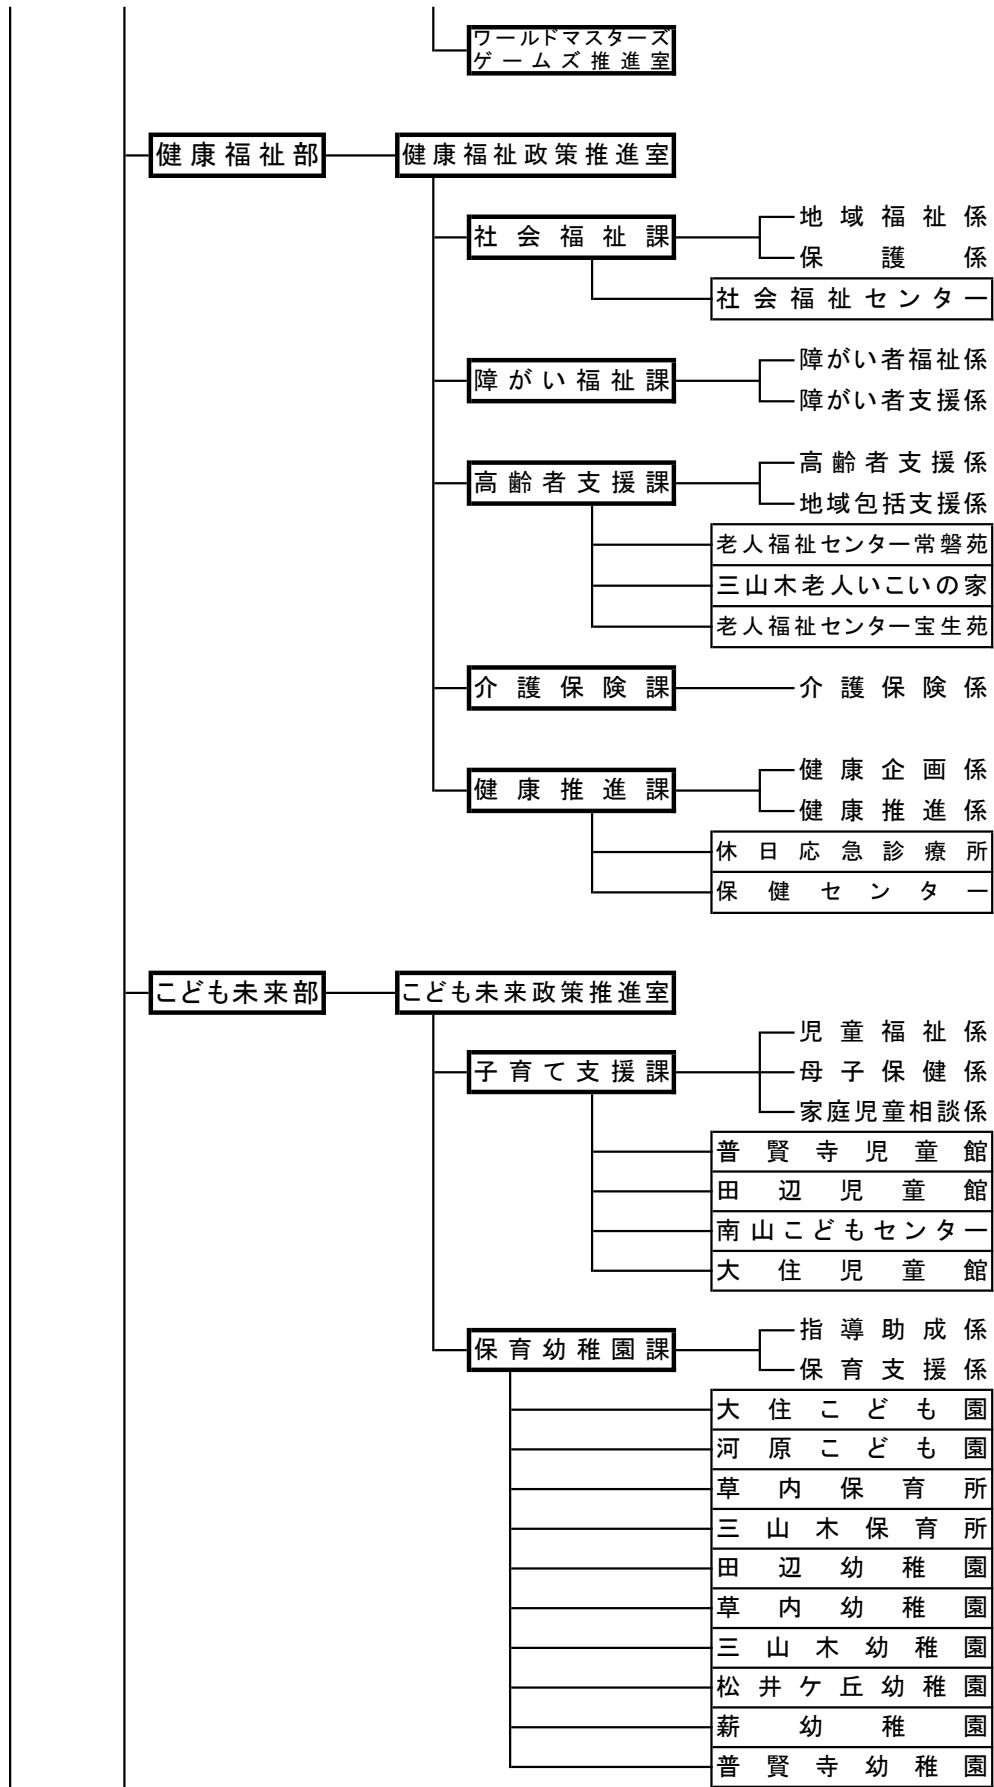 ワールドマスターズ
ゲームズ推進室
健康福祉部
健康福祉政策推進室
社会福祉課
地域福祉係
保護係
社会福祉センター
障がい福祉課
障がい者福祉係
障がい者支援係
高齢者支援課
高齢者支援係
地域包括支援係
老人福祉センター常磐苑
三山木老人いこいの家
老人福祉センター宝生苑
介護保険課
介護保険係
健康推進課
健康企画係
健康推進係
休日応急診療所
保健センター
こども未来部
こども未来政策推進室
子育て支援課
児童福祉係
母子保健係
家庭児童相談係
普賢寺児童館
田辺児童館
南山こどもセンター
大住児童館
保育幼稚園課
指導助成係
保育支援係
大住こども園
河原こども園
草内保育所
三山木保育所
田辺幼稚園
草内幼稚園
三山木幼稚園
松井ケ丘幼稚園
薪幼稚園
普賢寺幼稚園